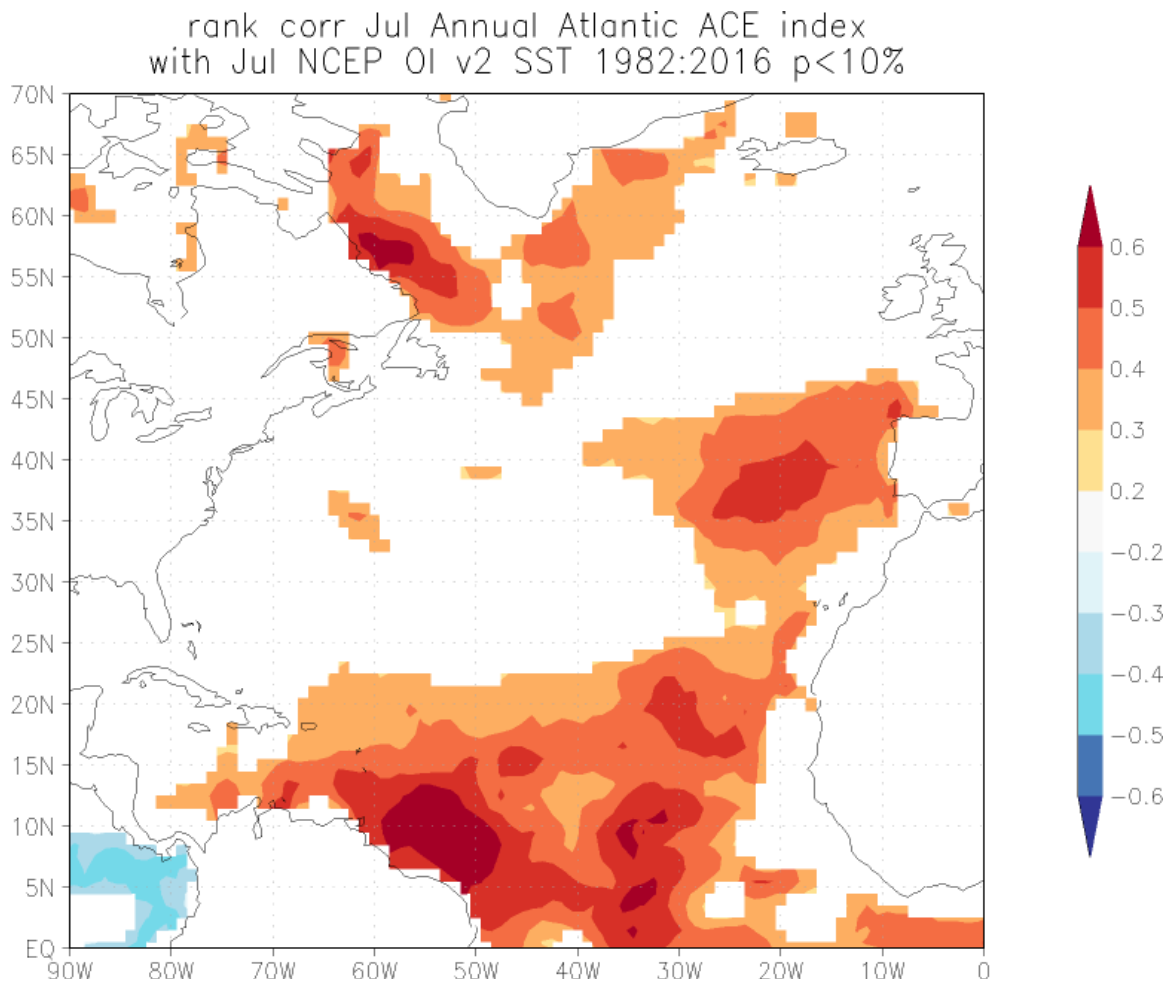 rank corr Jul Annual Atlantic ACE index
with Jul NCEP OI v2 SST 1982:2016 p<10%
70N
65N
60N
55N
50N
45N
40N
35N
30N
25N
20N
15N
10N
5N
EQ
90W 80W 70W 60W 50W 40W 30W 20W 10W 0
0.6
0.5
0.4
0.3
0.2
−0.2
−0.3
−0.4
−0.5
−0.6